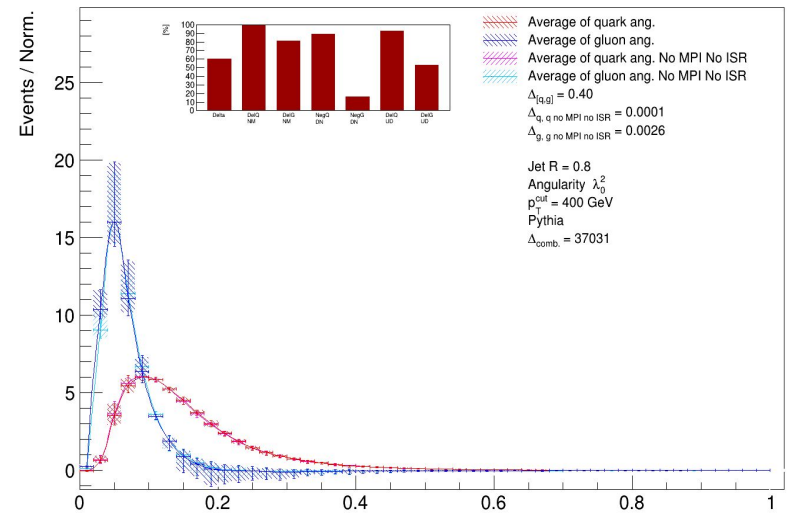 Events / Norm.
25
20
15
10
5
0
0
0.2
0.4
0.6
0.8
1
[%]
100
90
80
70
60
50
40
30
20
10
0
Delta
DelQ NM
DelG NM
NegQ DN
NegG DN
DelQ UD
DelG UD
Average of quark ang.
Average of gluon ang.
Average of quark ang. No MPI No ISR
Average of gluon ang. No MPI No ISR
Δ[q,g] = 0.40
Δq, q no MPI no ISR = 0.0001
Δg, g no MPI no ISR = 0.0026
Jet R = 0.8
Angularity λ²₀
p_T^cut = 400 GeV
Pythia
Δcomb. = 37031